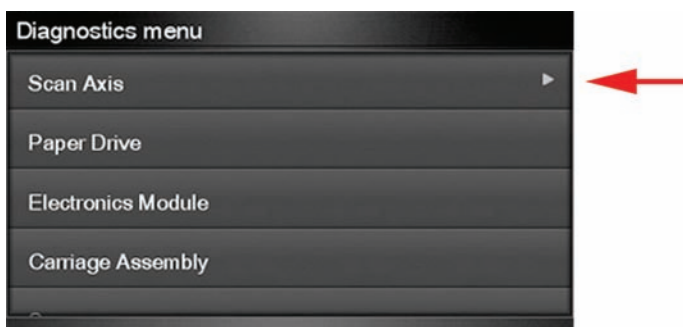 Diagnostics menu
Scan Axis
Paper Drive
Electronics Module
Carriage Assembly